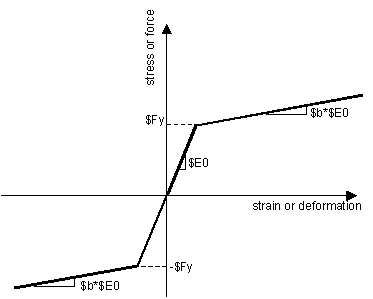 stress or force
$Fy
$b*$E0
$E0
strain or deformation
-$Fy
$b*$E0